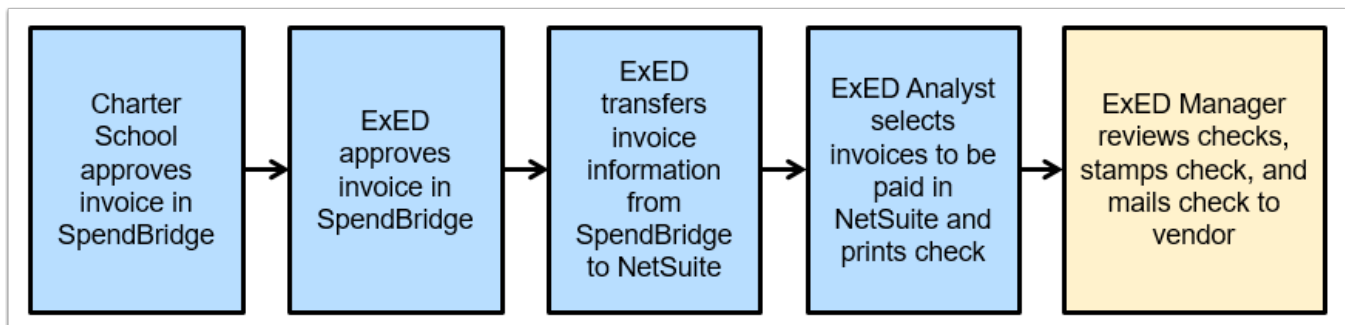 Charter
School
approves
invoice in
SpendBridge
ExED
approves
invoice in
SpendBridge
ExED
transfers
invoice
information
from
SpendBridge
to NetSuite
ExED Analyst
selects
invoices to be
paid in
NetSuite and
prints check
ExED Manager
reviews checks,
stamps check, and
mails check to
vendor